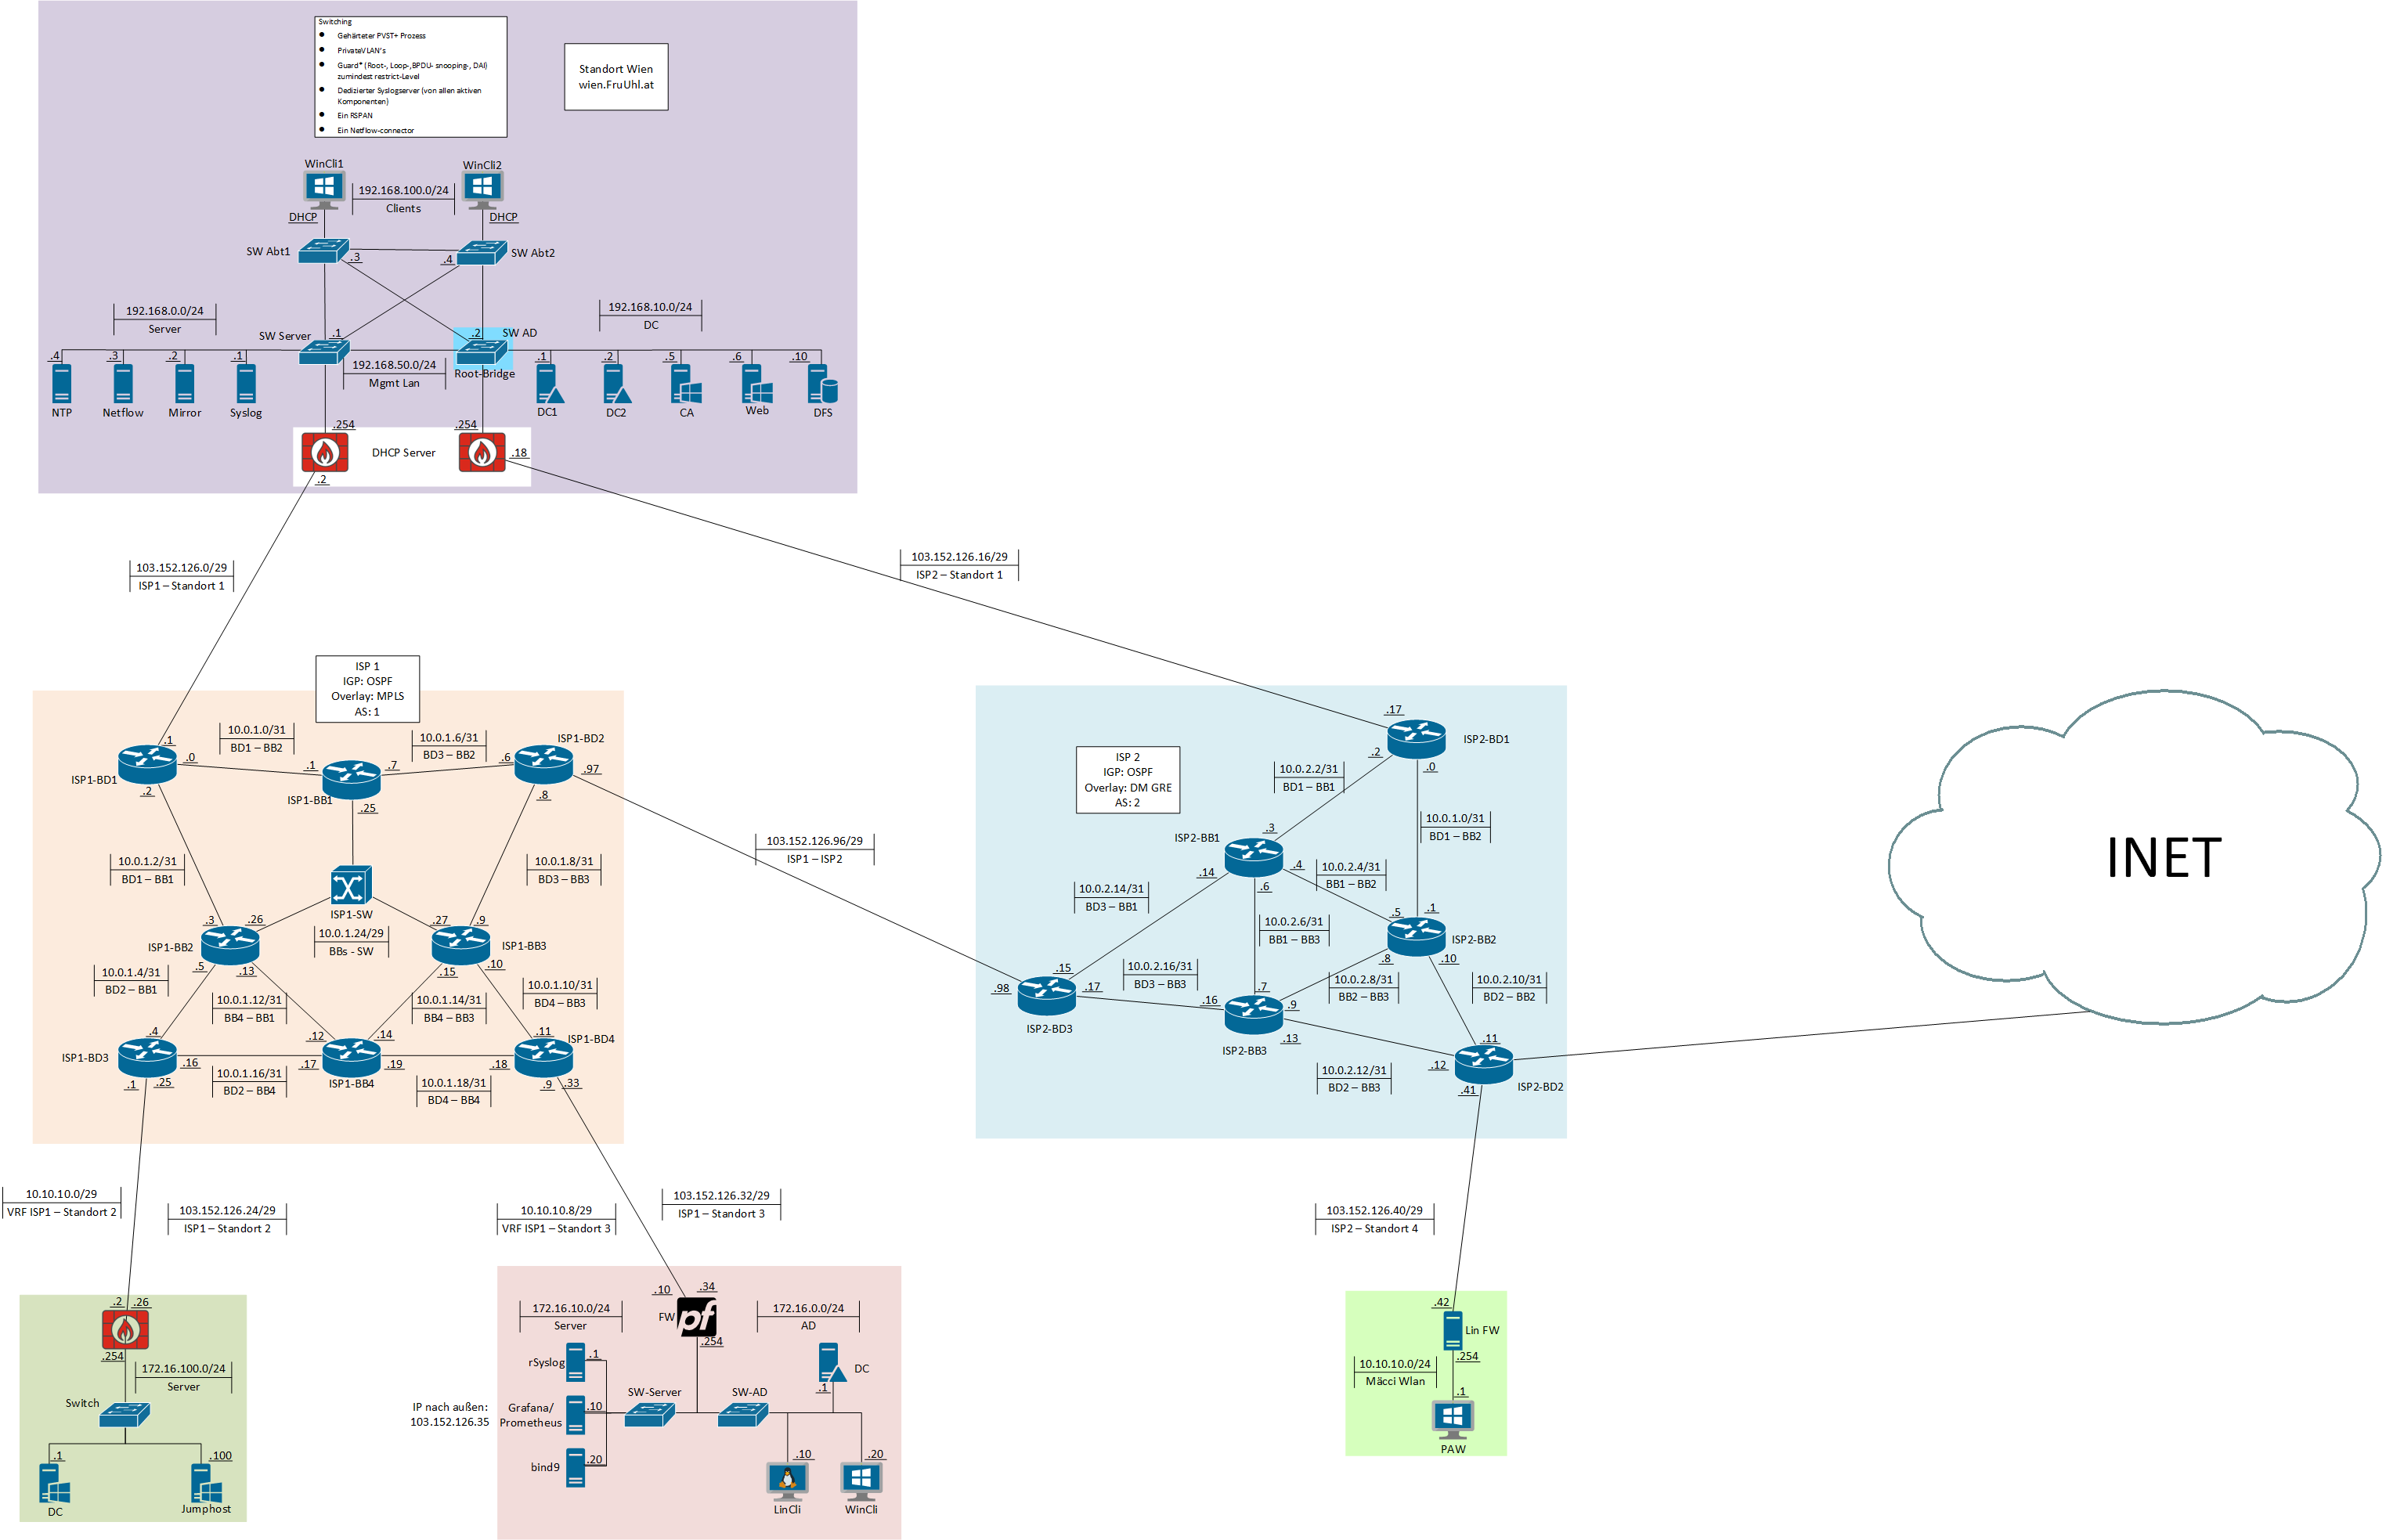 Switching
● Gehärteter PVST+ Prozess
● PrivateVLAN's
● Guard* (Root-, Loop-,BPDU- snooping-, DAI)
zumindest restrict-Level
● Dedizierter Syslogserver (von allen aktiven
Komponenten)
● Ein RSPAN
● Ein Netflow-connector
Standort Wien
wien.FruUhl.at
WinCli1
WinCli2
192.168.100.0/24
Clients
DHCP
DHCP
SW Abt1
.3
.4
SW Abt2
192.168.0.0/24
Server
192.168.10.0/24
DC
SW Server
.1
.2
SW AD
192.168.50.0/24
Mgmt Lan
Root-Bridge
.4
.3
.2
.1
.1
.2
.5
.6
.10
NTP
Netflow
Mirror
Syslog
DC1
DC2
CA
Web
DFS
.254
.254
DHCP Server
.18
.2
103.152.126.0/29
ISP1 – Standort 1
103.152.126.16/29
ISP2 – Standort 1
ISP 1
IGP: OSPF
Overlay: MPLS
AS: 1
.1
.0
ISP1-BD1
.2
10.0.1.0/31
BD1 – BB2
.1
.7
ISP1-BB1
.25
10.0.1.6/31
BD3 – BB2
ISP1-BD2
.6
.97
.8
10.0.1.2/31
BD1 – BB1
10.0.1.8/31
BD3 – BB3
ISP1-SW
10.0.1.24/29
BBs - SW
.3
.26
ISP1-BB2
.5
.13
.27
.9
ISP1-BB3
.15
.10
10.0.1.4/31
BD2 – BB1
10.0.1.12/31
BB4 – BB1
10.0.1.14/31
BB4 – BB3
10.0.1.10/31
BD4 – BB3
.4
ISP1-BD3
.16
.1
.25
10.0.1.16/31
BD2 – BB4
.12
.14
.17
.19
ISP1-BB4
10.0.1.18/31
BD4 – BB4
.11
ISP1-BD4
.18
.9
.33
103.152.126.96/29
ISP1 – ISP2
ISP 2
IGP: OSPF
Overlay: DM GRE
AS: 2
.17
ISP2-BD1
.2
.0
10.0.2.2/31
BD1 – BB1
10.0.1.0/31
BD1 – BB2
ISP2-BB1
.3
.14
.4
.6
10.0.2.4/31
BB1 – BB2
10.0.2.14/31
BD3 – BB1
10.0.2.6/31
BB1 – BB3
.5
.1
ISP2-BB2
.8
.10
.15
.98
.17
ISP2-BD3
10.0.2.16/31
BD3 – BB3
10.0.2.8/31
BB2 – BB3
10.0.2.10/31
BD2 – BB2
.7
.16
.9
.13
ISP2-BB3
10.0.2.12/31
BD2 – BB3
.11
.12
ISP2-BD2
.41
INET
10.10.10.0/29
VRF ISP1 – Standort 2
103.152.126.24/29
ISP1 – Standort 2
10.10.10.8/29
VRF ISP1 – Standort 3
103.152.126.32/29
ISP1 – Standort 3
103.152.126.40/29
ISP2 – Standort 4
.2
.26
.254
172.16.100.0/24
Server
Switch
.1
.100
DC
Jumphost
.10
.34
172.16.10.0/24
Server
FW
pf
.254
172.16.0.0/24
AD
rSyslog
.1
DC
.1
IP nach außen:
103.152.126.35
Grafana/
Prometheus
.10
SW-Server
SW-AD
bind9
.20
.10
.20
LinCli
WinCli
.42
Lin FW
.254
10.10.10.0/24
Mäcci Wlan
.1
PAW